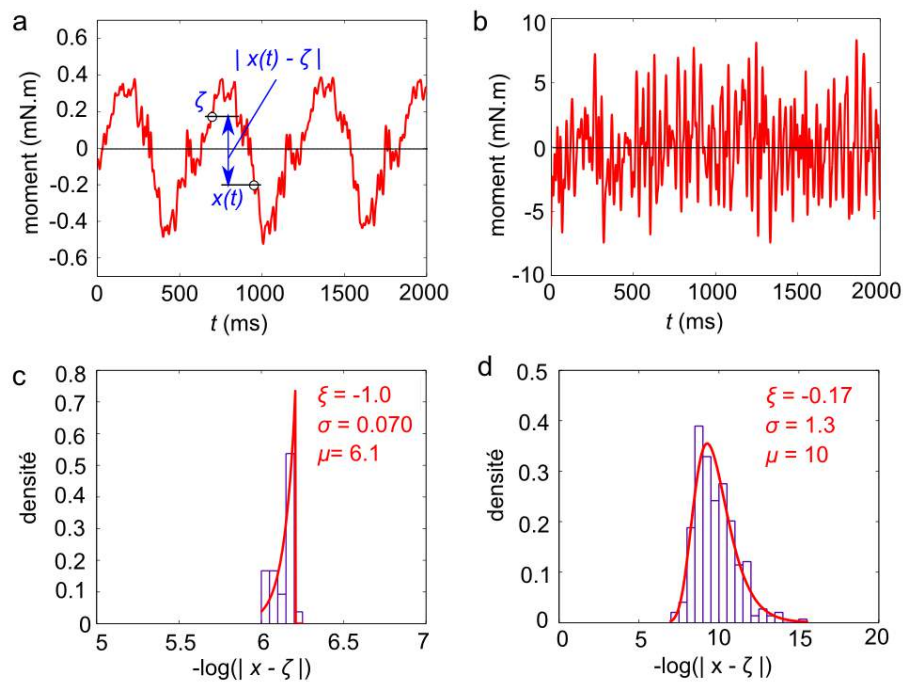 a
0.6
0.4
0.2
0
-0.2
-0.4
-0.6
moment (mN.m)
| x(t) - ζ |
ζ
x(t)
0
500
1000
1500
2000
t (ms)
b
10
5
0
-5
-10
moment (mN.m)
0
500
1000
1500
2000
t (ms)
c
0.8
0.7
0.6
0.5
0.4
0.3
0.2
0.1
0
densité
ξ = -1.0
σ = 0.070
μ= 6.1
5
5.5
6
6.5
7
-log(| x - ζ |)
d
0.5
0.4
0.3
0.2
0.1
0
densité
ξ = -0.17
σ = 1.3
μ = 10
0
5
10
15
20
-log(| x - ζ |)